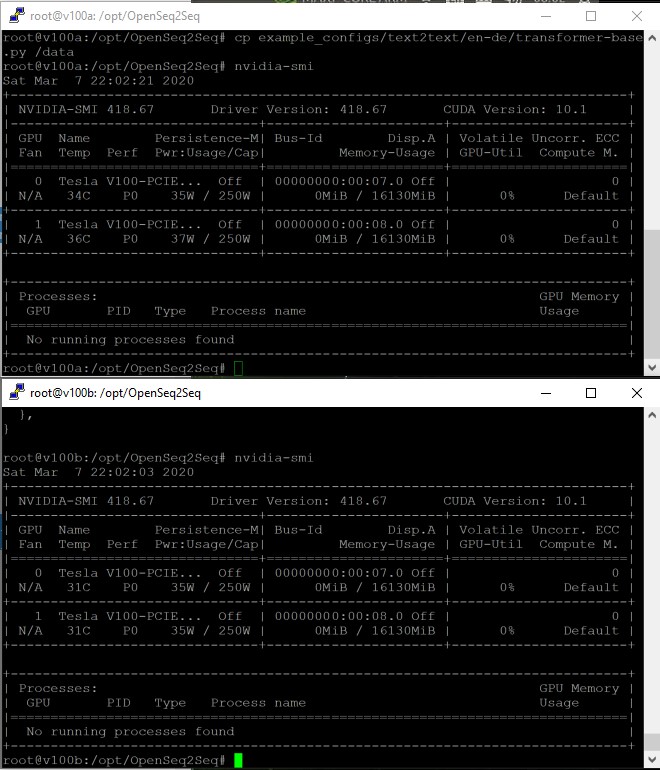 root@v100a: /opt/OpenSeq2Seq
root@v100a:/opt/OpenSeq2Seq# cp example_configs/text2text/en-de/transformer-base
.py /data
root@v100a:/opt/OpenSeq2Seq# nvidia-smi
Sat Mar  7 22:02:21 2020
+-----------------------------------------------------------------------------+
| NVIDIA-SMI 418.67       Driver Version: 418.67       CUDA Version: 10.1     |
|-------------------------------+----------------------+----------------------+
| GPU  Name        Persistence-M| Bus-Id        Disp.A | Volatile Uncorr. ECC |
| Fan  Temp  Perf  Pwr:Usage/Cap|         Memory-Usage | GPU-Util  Compute M. |
|===============================+======================+======================|
|   0  Tesla V100-PCIE...  Off  | 00000000:00:07.0 Off |                    0 |
| N/A   34C    P0    35W / 250W |      0MiB / 16130MiB |      0%      Default |
+-------------------------------+----------------------+----------------------+
|   1  Tesla V100-PCIE...  Off  | 00000000:00:08.0 Off |                    0 |
| N/A   36C    P0    37W / 250W |      0MiB / 16130MiB |      0%      Default |
+-------------------------------+----------------------+----------------------+
+-----------------------------------------------------------------------------+
| Processes:                                                       GPU Memory |
|  GPU       PID   Type   Process name                             Usage      |
|=============================================================================|
|  No running processes found                                                 |
+-----------------------------------------------------------------------------+
root@v100a:/opt/OpenSeq2Seq#
root@v100b: /opt/OpenSeq2Seq
  },
}
root@v100b:/opt/OpenSeq2Seq# nvidia-smi
Sat Mar  7 22:02:03 2020
+-----------------------------------------------------------------------------+
| NVIDIA-SMI 418.67       Driver Version: 418.67       CUDA Version: 10.1     |
|-------------------------------+----------------------+----------------------+
| GPU  Name        Persistence-M| Bus-Id        Disp.A | Volatile Uncorr. ECC |
| Fan  Temp  Perf  Pwr:Usage/Cap|         Memory-Usage | GPU-Util  Compute M. |
|===============================+======================+======================|
|   0  Tesla V100-PCIE...  Off  | 00000000:00:07.0 Off |                    0 |
| N/A   31C    P0    35W / 250W |      0MiB / 16130MiB |      0%      Default |
+-------------------------------+----------------------+----------------------+
|   1  Tesla V100-PCIE...  Off  | 00000000:00:08.0 Off |                    0 |
| N/A   31C    P0    35W / 250W |      0MiB / 16130MiB |      0%      Default |
+-------------------------------+----------------------+----------------------+
+-----------------------------------------------------------------------------+
| Processes:                                                       GPU Memory |
|  GPU       PID   Type   Process name                             Usage      |
|=============================================================================|
|  No running processes found                                                 |
+-----------------------------------------------------------------------------+
root@v100b:/opt/OpenSeq2Seq#